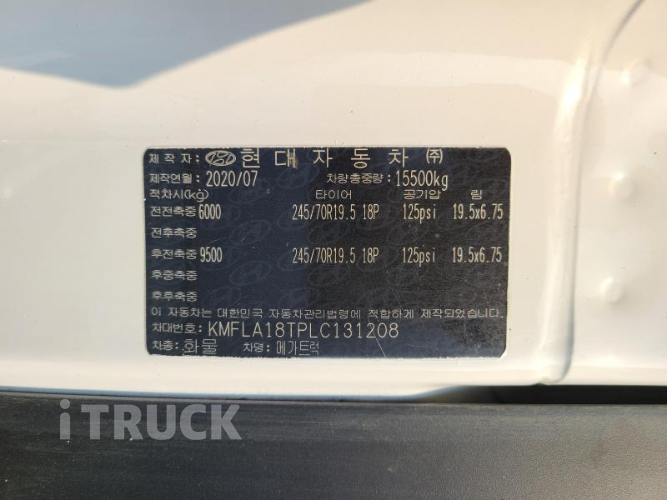 제작자: 현대자동차㈜
제작연월: 2020/07 차량총중량: 15500kg
적차시(kg) 타이어 공기압 림
전전축중 6000 245/70R19.5 18P 125psi 19.5x6.75
전후축중
후전축중 9500 245/70R19.5 18P 125psi 19.5x6.75
후중축중
후후축중
이 자동차는 대한민국 자동차관리법령에 적합하게 제작되었습니다
차대번호: KMFLA18TPLC131208
차종: 화물 차명: 메가트럭
iTRUCK